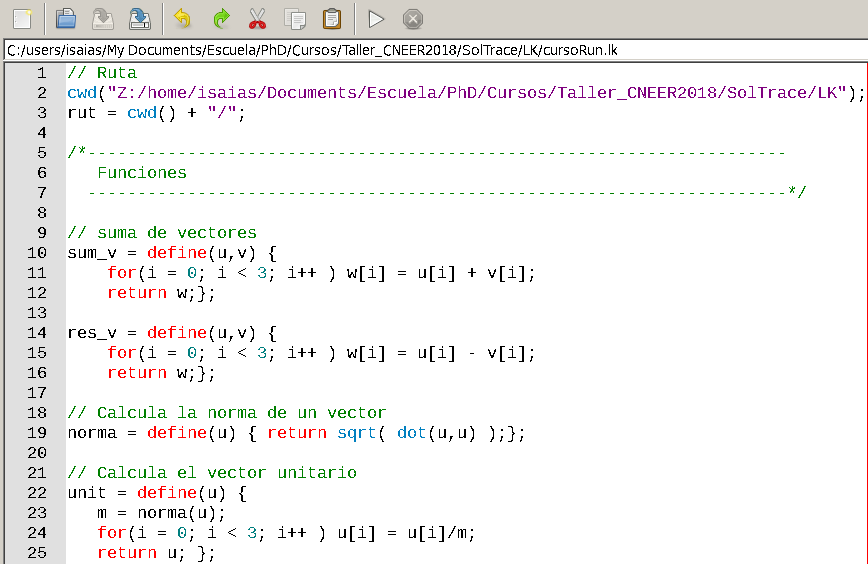 C:/users/isaias/My Documents/Escuela/PhD/Cursos/Taller_CNEER2018/SolTrace/LK/cursoRun.lk
1 // Ruta
2 cwd("Z:/home/isaias/Documents/Escuela/PhD/Cursos/Taller_CNEER2018/SolTrace/LK");
3 rut = cwd() + "/";
4
5 /*----------------------------------------------------------------------
6    Funciones
7   ----------------------------------------------------------------------*/
8
9 // suma de vectores
10 sum_v = define(u,v) {
11     for(i = 0; i < 3; i++ ) w[i] = u[i] + v[i];
12     return w;};
13
14 res_v = define(u,v) {
15     for(i = 0; i < 3; i++ ) w[i] = u[i] - v[i];
16     return w;};
17
18 // Calcula la norma de un vector
19 norma = define(u) { return sqrt( dot(u,u) );};
20
21 // Calcula el vector unitario
22 unit = define(u) {
23    m = norma(u);
24    for(i = 0; i < 3; i++ ) u[i] = u[i]/m;
25    return u; };